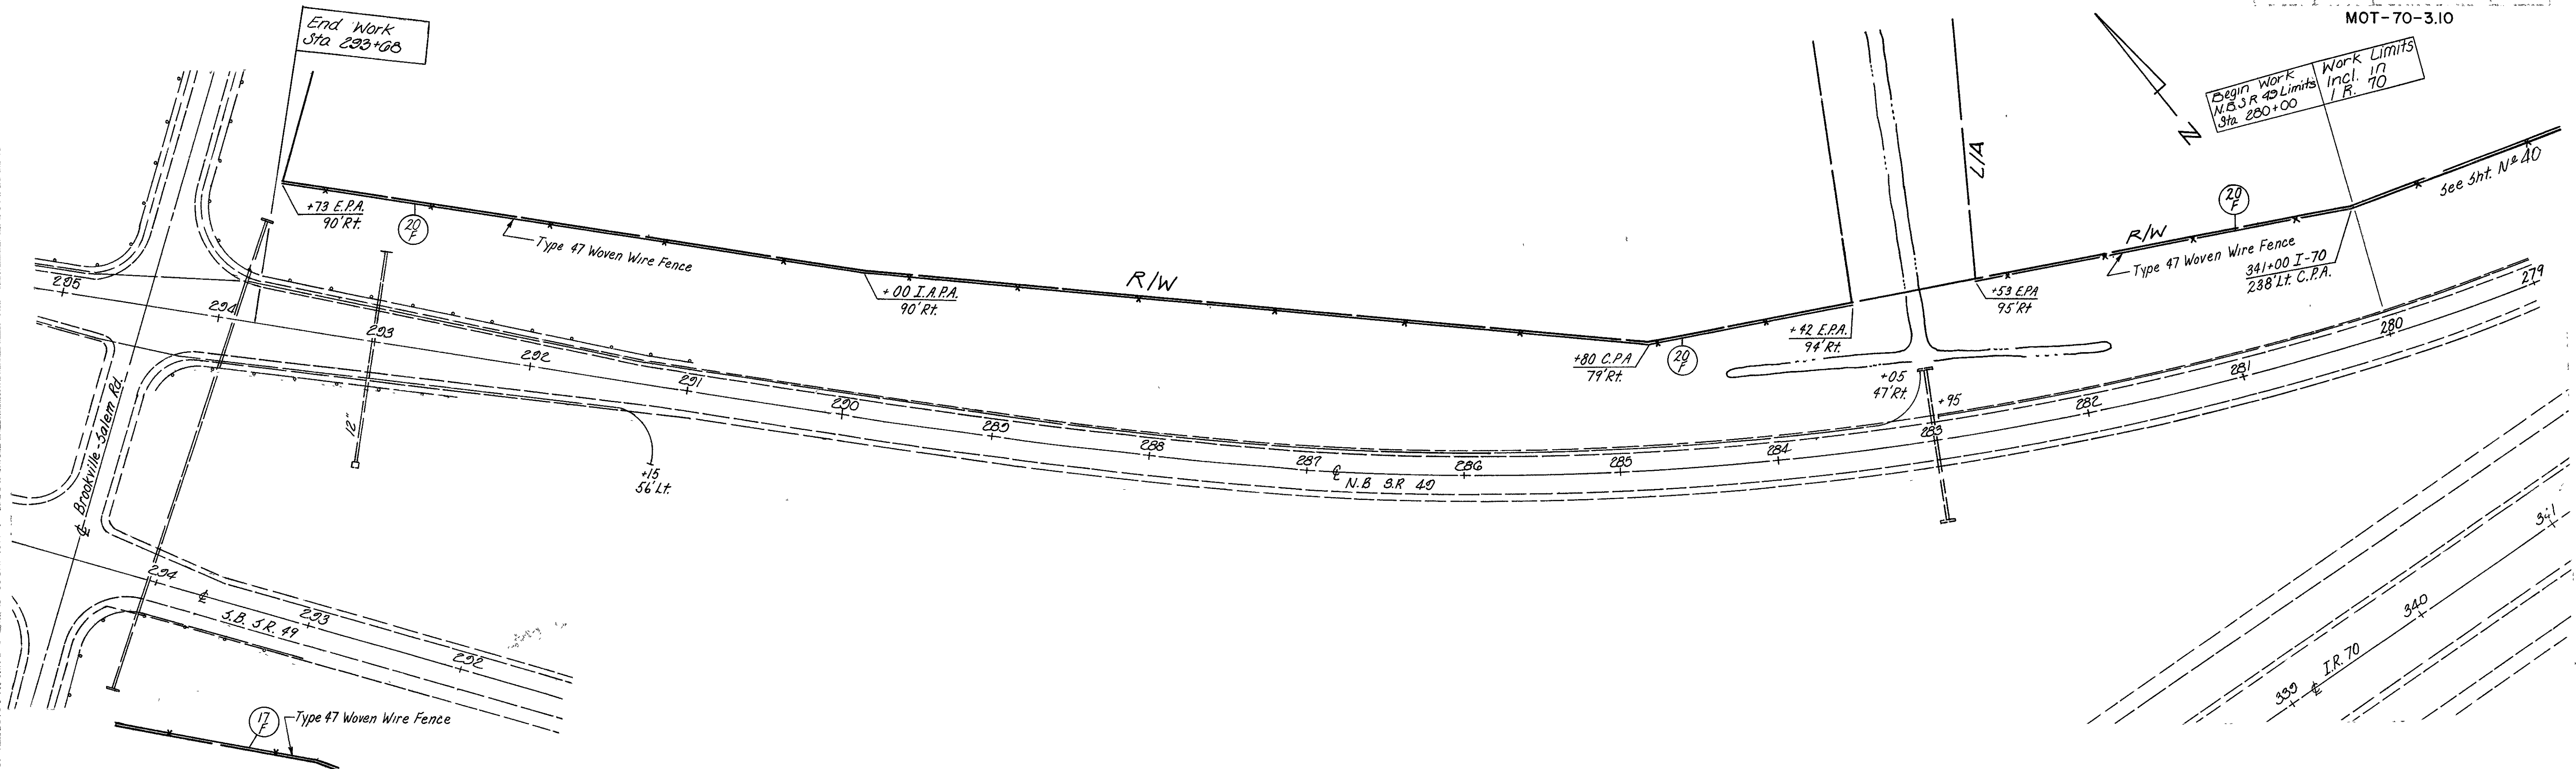 MOT-70-3.10
End Work
Sta 293+68
Begin Work
N.B. S R 49 Limits
Sta 280+00
Work Limits
Incl. in
I R. 70
N
L/A
See Sht. Nº 40
20
F
R/W
Type 47 Woven Wire Fence
341+00 I-70
238' Lt. C.P.A.
+73 E.P.A.
90' Rt.
20
F
Type 47 Woven Wire Fence
+00 I.A.P.A.
90' Rt.
R/W
+80 C.P.A
79' Rt.
20
F
+42 E.P.A.
94' Rt.
+53 E.P.A
95' Rt
+05
47' Rt.
+95
295
294
293
292
291
290
289
288
287
286
285
284
283
282
281
280
279
℄
N.B S.R 49
12"
+15
56' Lt.
℄ Brookville-Salem Rd.
294
℄
293
S.B. S R. 49
292
17
F
Type 47 Woven Wire Fence
339
℄ I.R. 70
340
341